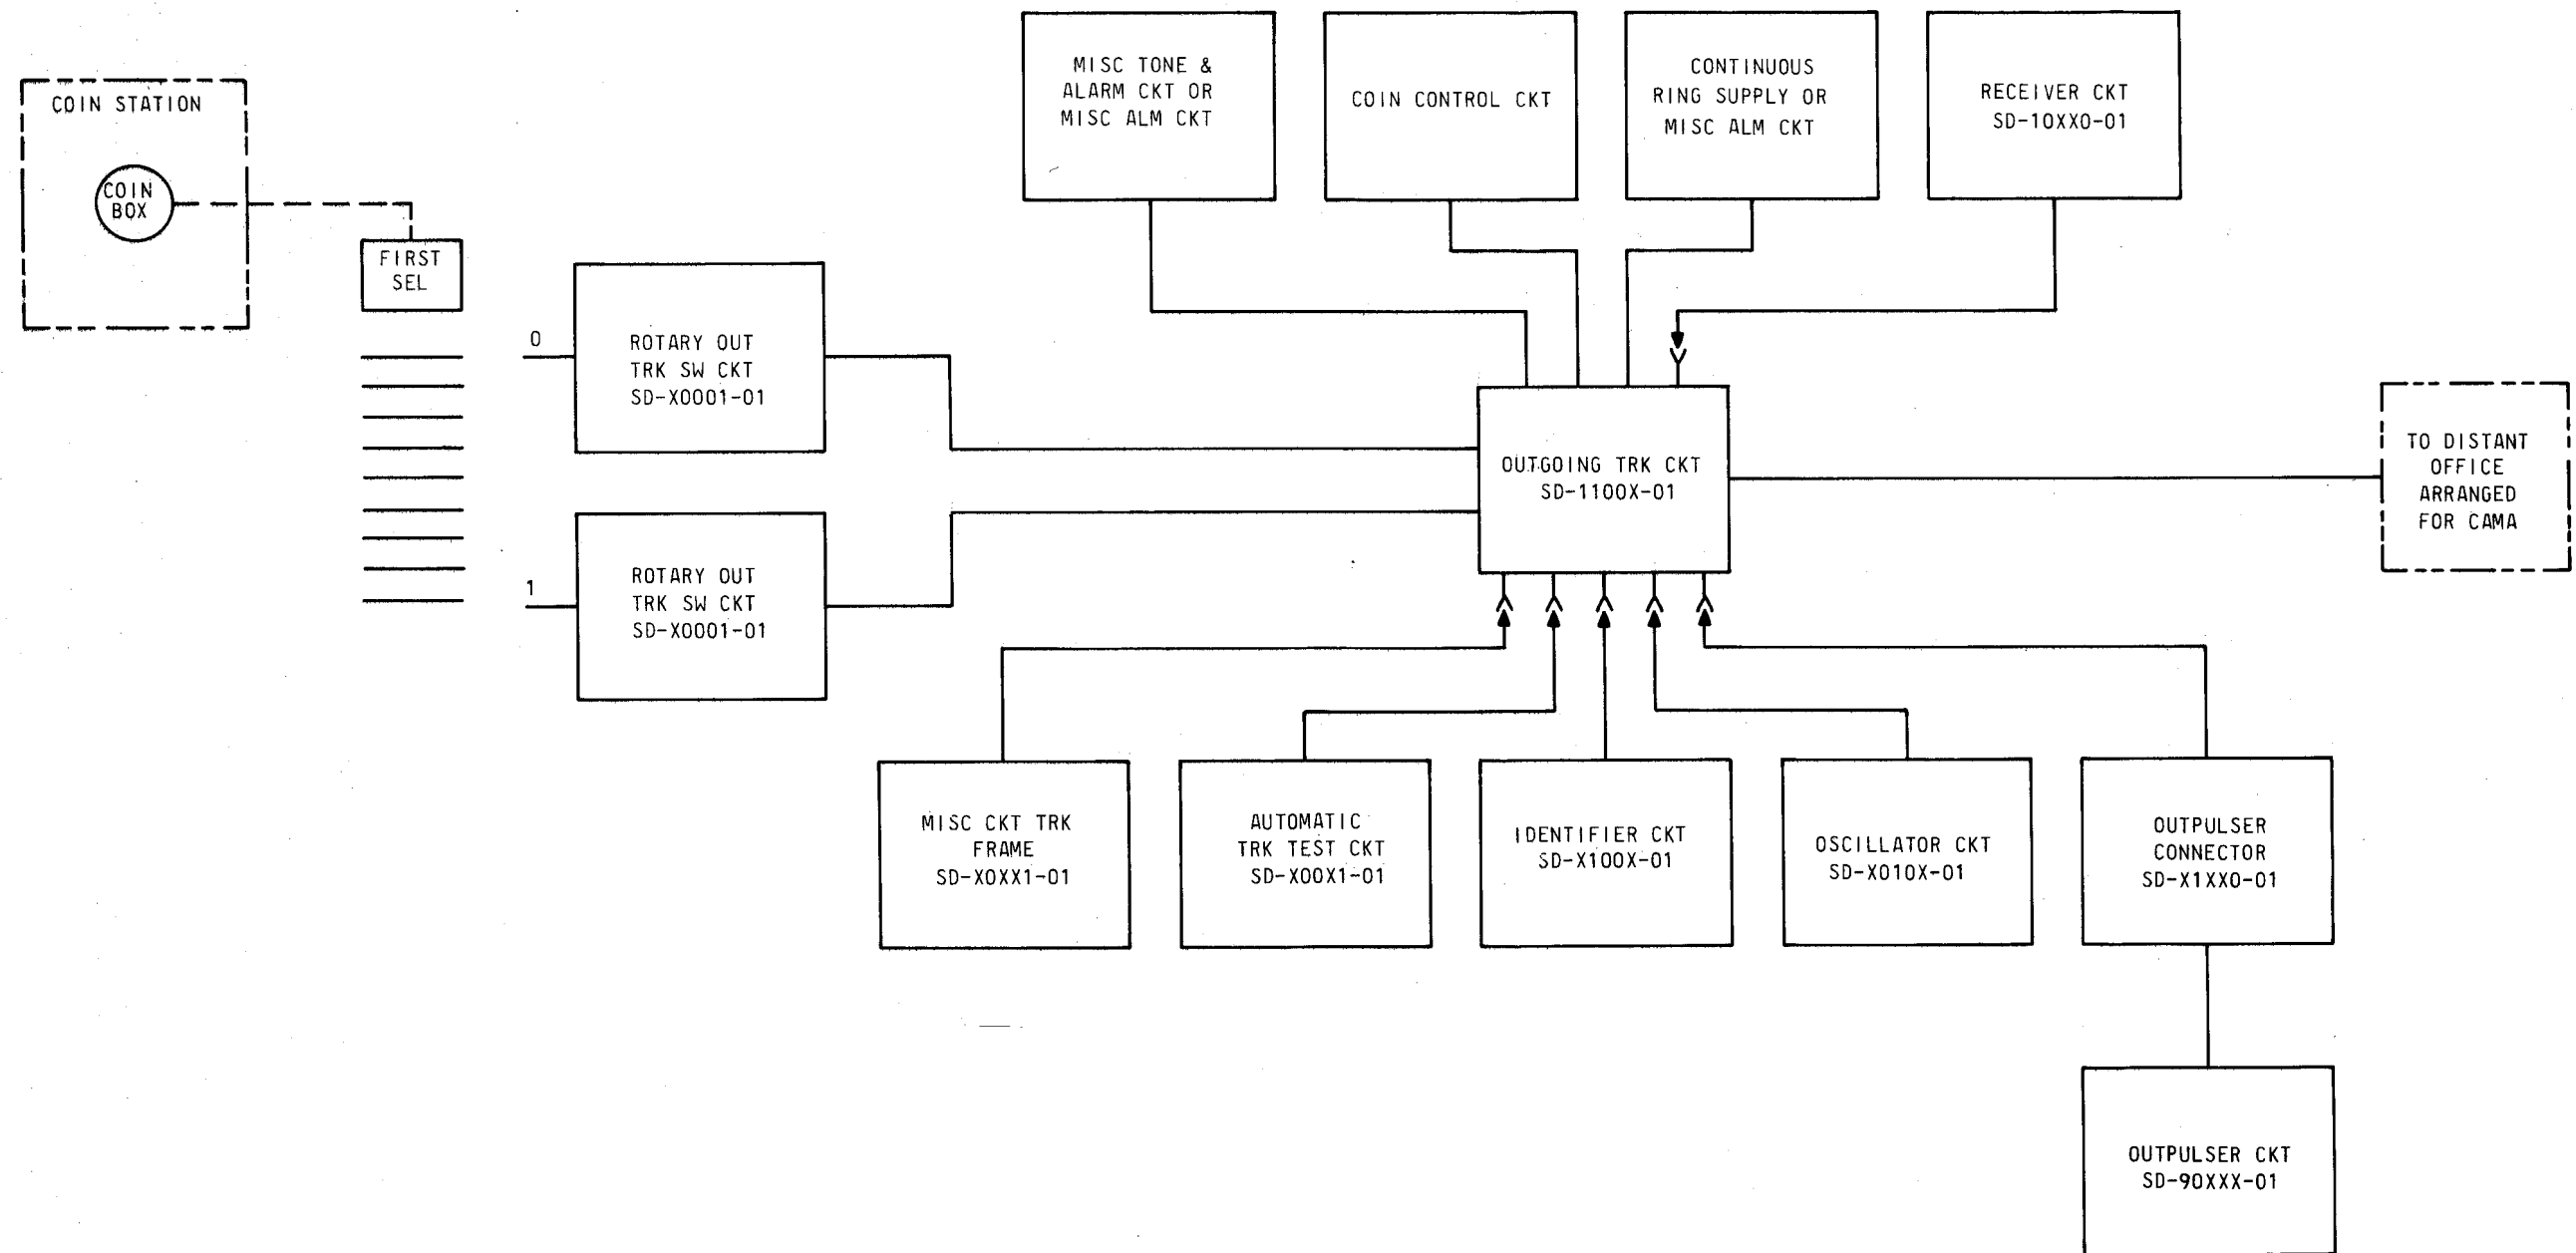 COIN STATION
COIN
BOX
FIRST
SEL
0
ROTARY OUT
TRK SW CKT
SD-X0001-01
1
ROTARY OUT
TRK SW CKT
SD-X0001-01
MISC TONE &
ALARM CKT OR
MISC ALM CKT
COIN CONTROL CKT
CONTINUOUS
RING SUPPLY OR
MISC ALM CKT
RECEIVER CKT
SD-10XX0-01
OUTGOING TRK CKT
SD-1100X-01
TO DISTANT
OFFICE
ARRANGED
FOR CAMA
MISC CKT TRK
FRAME
SD-X0XX1-01
AUTOMATIC
TRK TEST CKT
SD-X00X1-01
IDENTIFIER CKT
SD-X100X-01
OSCILLATOR CKT
SD-X010X-01
OUTPULSER
CONNECTOR
SD-X1XX0-01
OUTPULSER CKT
SD-90XXX-01